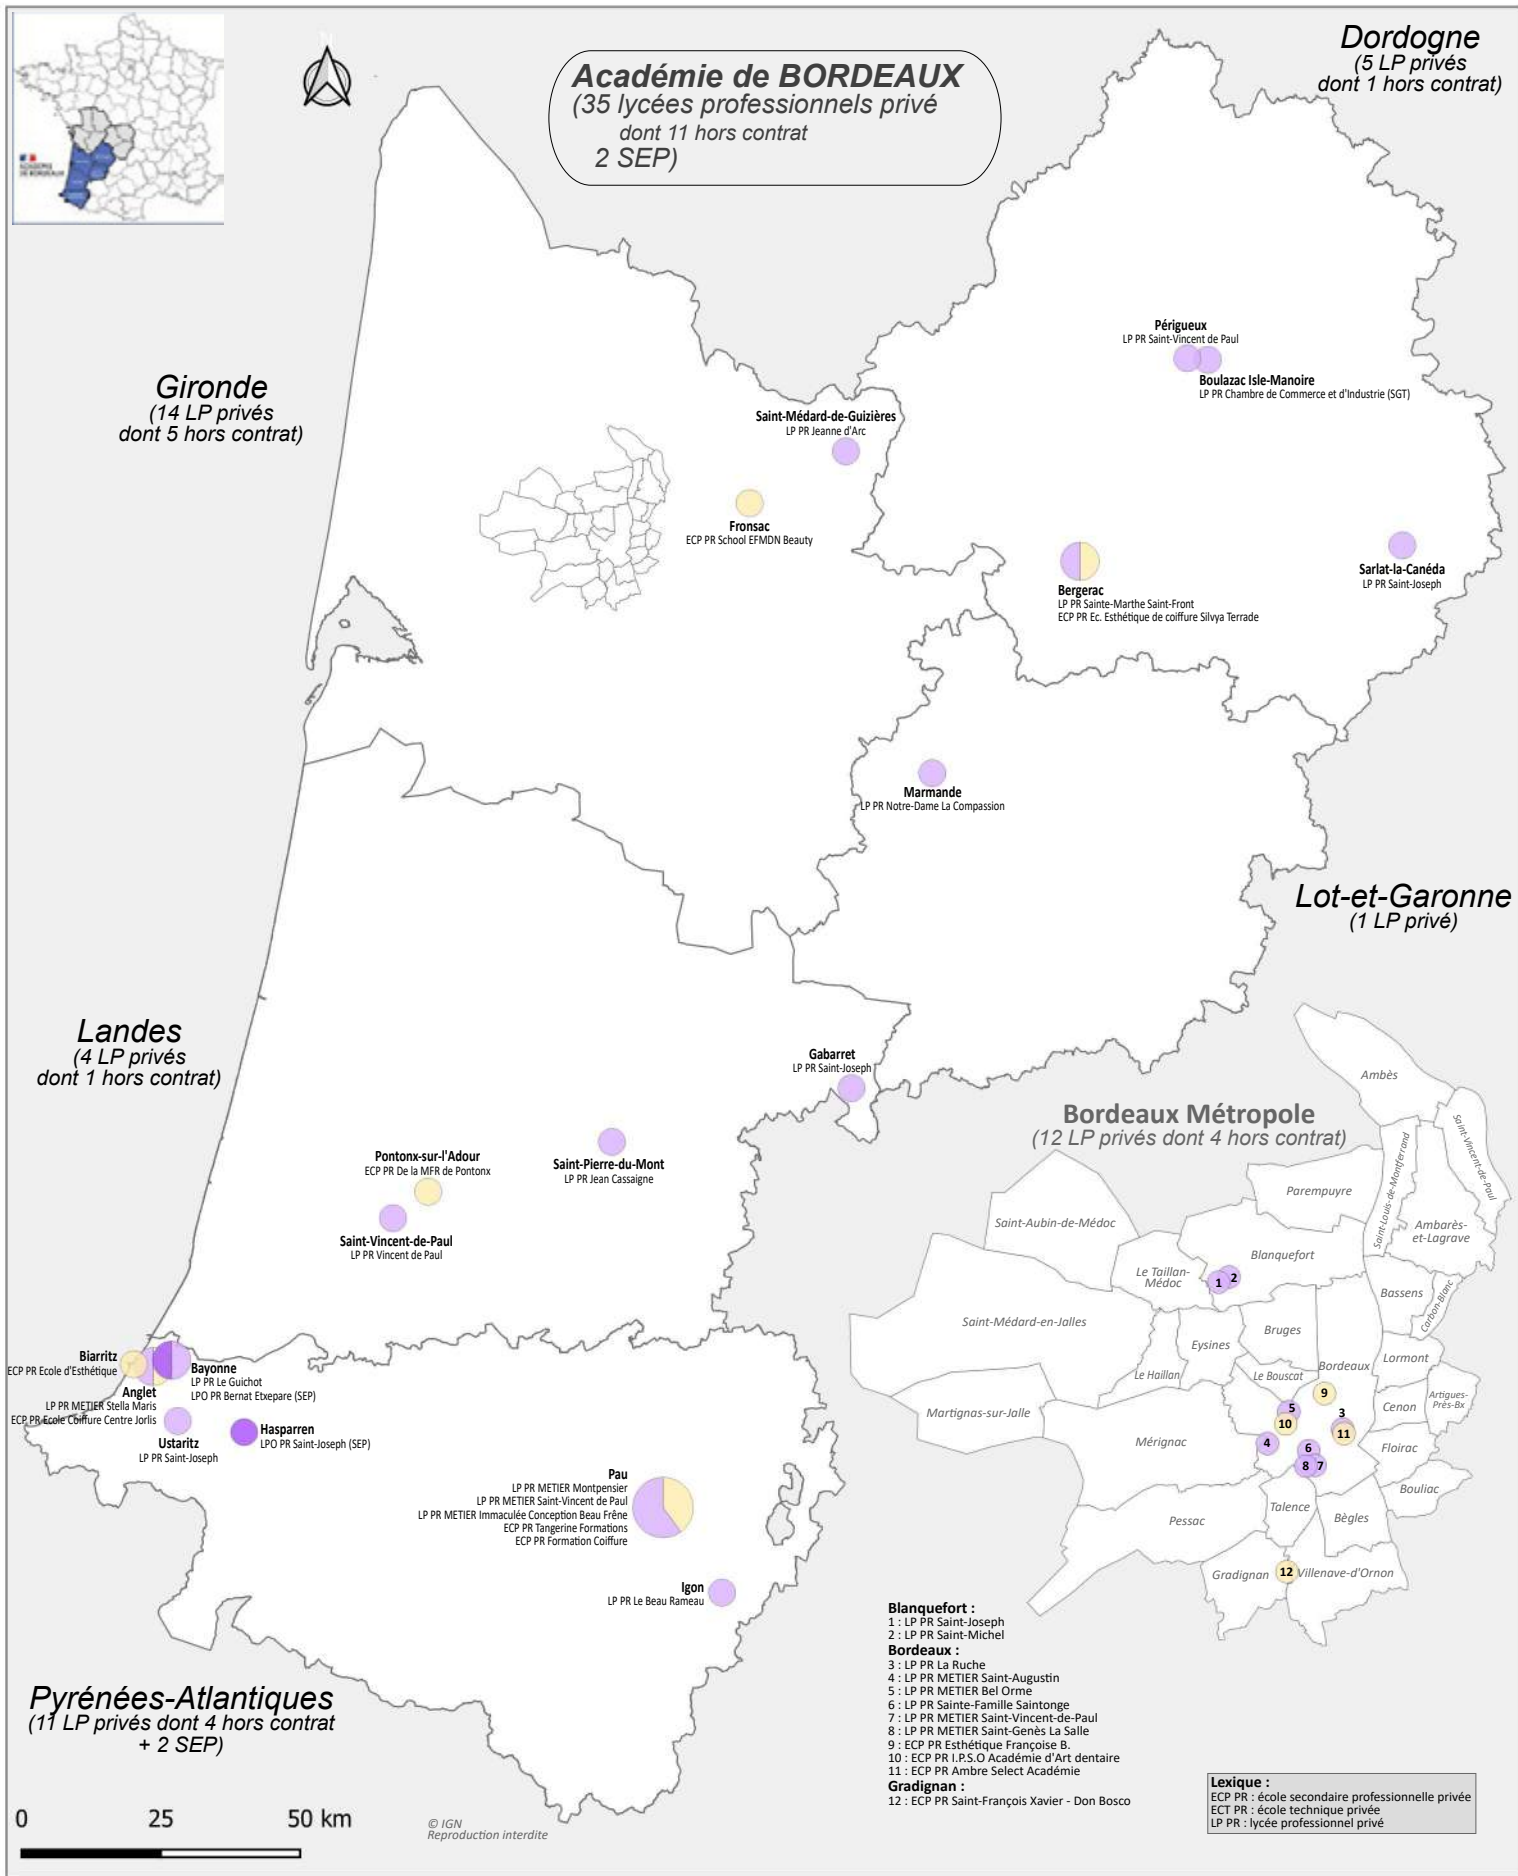 Académie de BORDEAUX
(35 lycées professionnels privé
dont 11 hors contrat
2 SEP)
Dordogne
(5 LP privés
dont 1 hors contrat)
Périgueux
LP PR Saint-Vincent de Paul
Boulazac Isle-Manoire
LP PR Chambre de Commerce et d'Industrie (SGT)
Gironde
(14 LP privés
dont 5 hors contrat)
Saint-Médard-de-Guizières
LP PR Jeanne d'Arc
Fronsac
ECP PR School EFMDN Beauty
Bergerac
LP PR Sainte-Marthe Saint-Front
ECP PR Ec. Esthétique de coiffure Silvya Terrade
Sarlat-la-Canéda
LP PR Saint-Joseph
Marmande
LP PR Notre-Dame La Compassion
Lot-et-Garonne
(1 LP privé)
Landes
(4 LP privés
dont 1 hors contrat)
Gabarret
LP PR Saint-Joseph
Saint-Pierre-du-Mont
LP PR Jean Cassaigne
Pontonx-sur-l'Adour
ECP PR De la MFR de Pontonx
Saint-Vincent-de-Paul
LP PR Vincent de Paul
Biarritz
ECP PR Ecole d'Esthétique
Bayonne
LP PR Le Guichot
LPO PR Bernat Etxepare (SEP)
Anglet
LP PR METIER Stella Maris
ECP PR Ecole Coiffure Centre Jorlis
Ustaritz
LP PR Saint-Joseph
Hasparren
LPO PR Saint-Joseph (SEP)
Pau
LP PR METIER Montpensier
LP PR METIER Saint-Vincent de Paul
LP PR METIER Immaculée Conception Beau Frêne
ECP PR Tangerine Formations
ECP PR Formation Coiffure
Igon
LP PR Le Beau Rameau
Pyrénées-Atlantiques
(11 LP privés dont 4 hors contrat
+ 2 SEP)
Bordeaux Métropole
(12 LP privés dont 4 hors contrat)
Ambès
Saint-Vincent-de-Paul
Saint-Louis-de-Montferrand
Parempuyre
Saint-Aubin-de-Médoc
Ambarès-
et-Lagrave
Blanquefort
Le Taillan-
Médoc
1
2
Bassens
Carbon-Blanc
Saint-Médard-en-Jalles
Bruges
Eysines
Bordeaux
Lormont
Le Haillan
Le Bouscat
9
Artigues-
Près-Bx
Martignas-sur-Jalle
5
10
3
11
Cenon
Mérignac
4
6
8
7
Floirac
Bouliac
Pessac
Talence
Bègles
Gradignan
12
Villenave-d'Ornon
Blanquefort :
1 : LP PR Saint-Joseph
2 : LP PR Saint-Michel
Bordeaux :
3 : LP PR La Ruche
4 : LP PR METIER Saint-Augustin
5 : LP PR METIER Bel Orme
6 : LP PR Sainte-Famille Saintonge
7 : LP PR METIER Saint-Vincent-de-Paul
8 : LP PR METIER Saint-Genès La Salle
9 : ECP PR Esthétique Françoise B.
10 : ECP PR I.P.S.O Académie d'Art dentaire
11 : ECP PR Ambre Select Académie
Gradignan :
12 : ECP PR Saint-François Xavier - Don Bosco
Lexique :
ECP PR : école secondaire professionnelle privée
ECT PR : école technique privée
LP PR : lycée professionnel privé
0 25 50 km
© IGN
Reproduction interdite